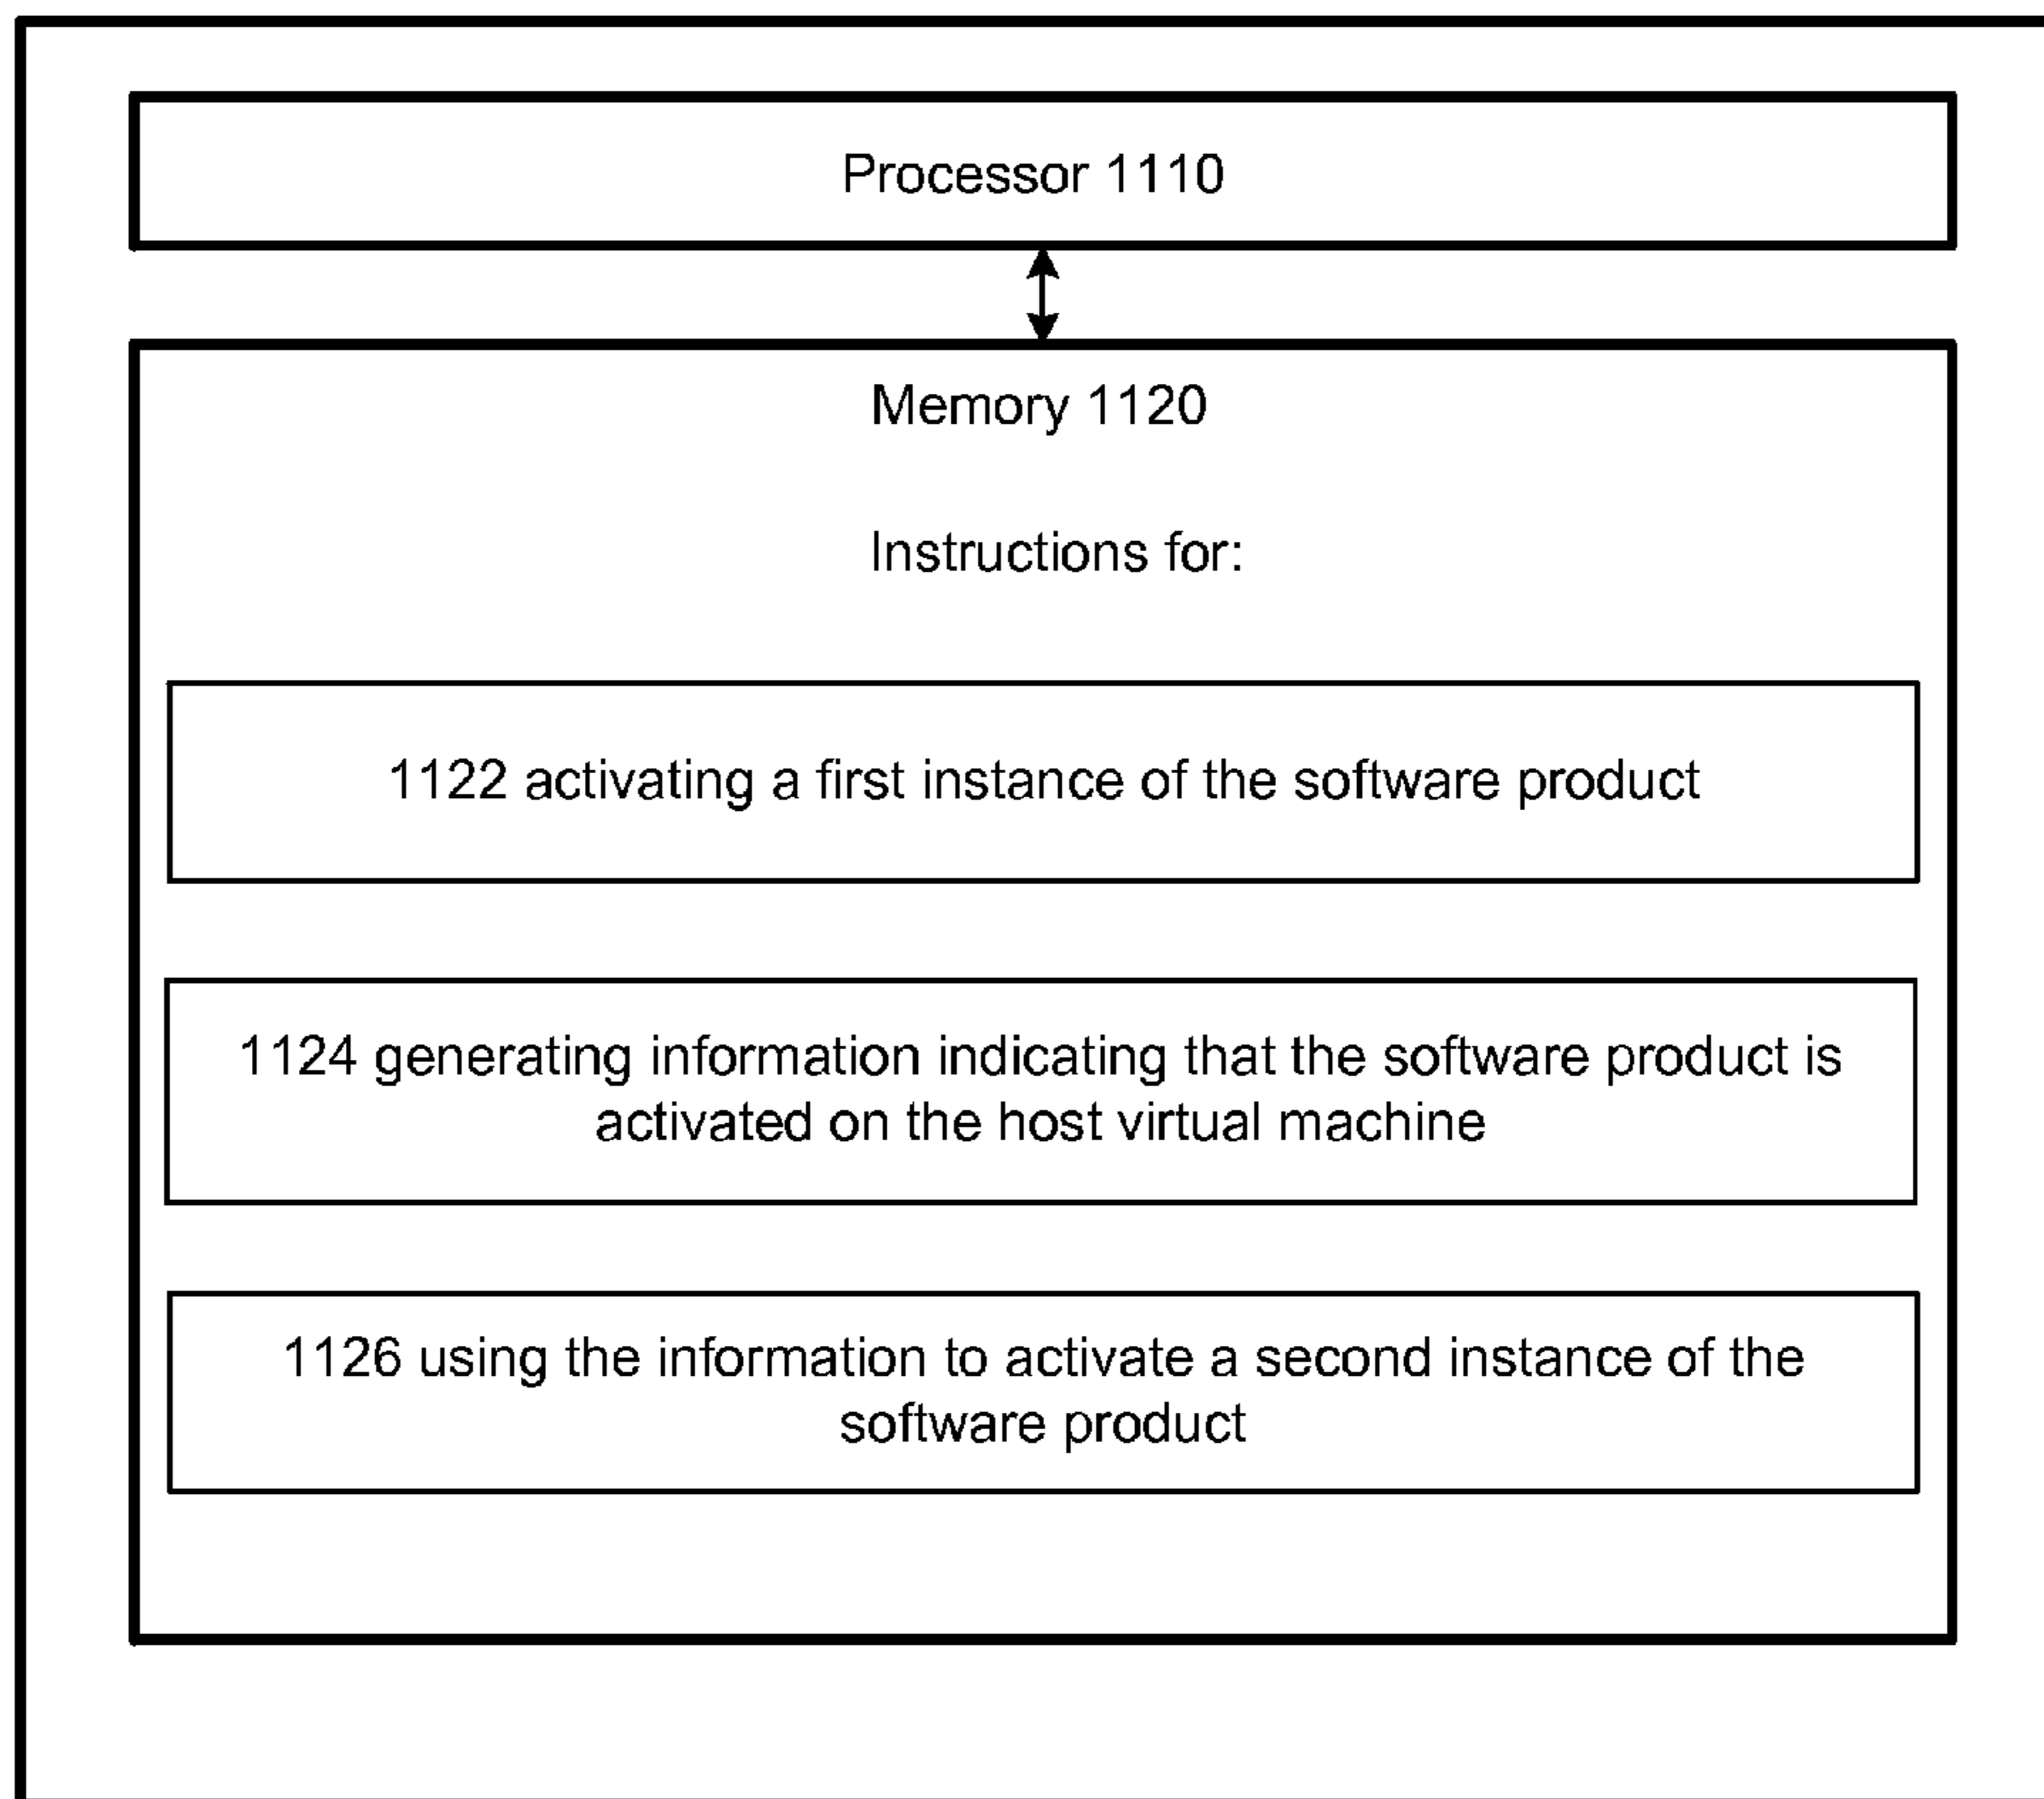 Processor 1110
Memory 1120
Instructions for:
1122 activating a first instance of the software product
1124 generating information indicating that the software product is
activated on the host virtual machine
1126 using the information to activate a second instance of the
software product